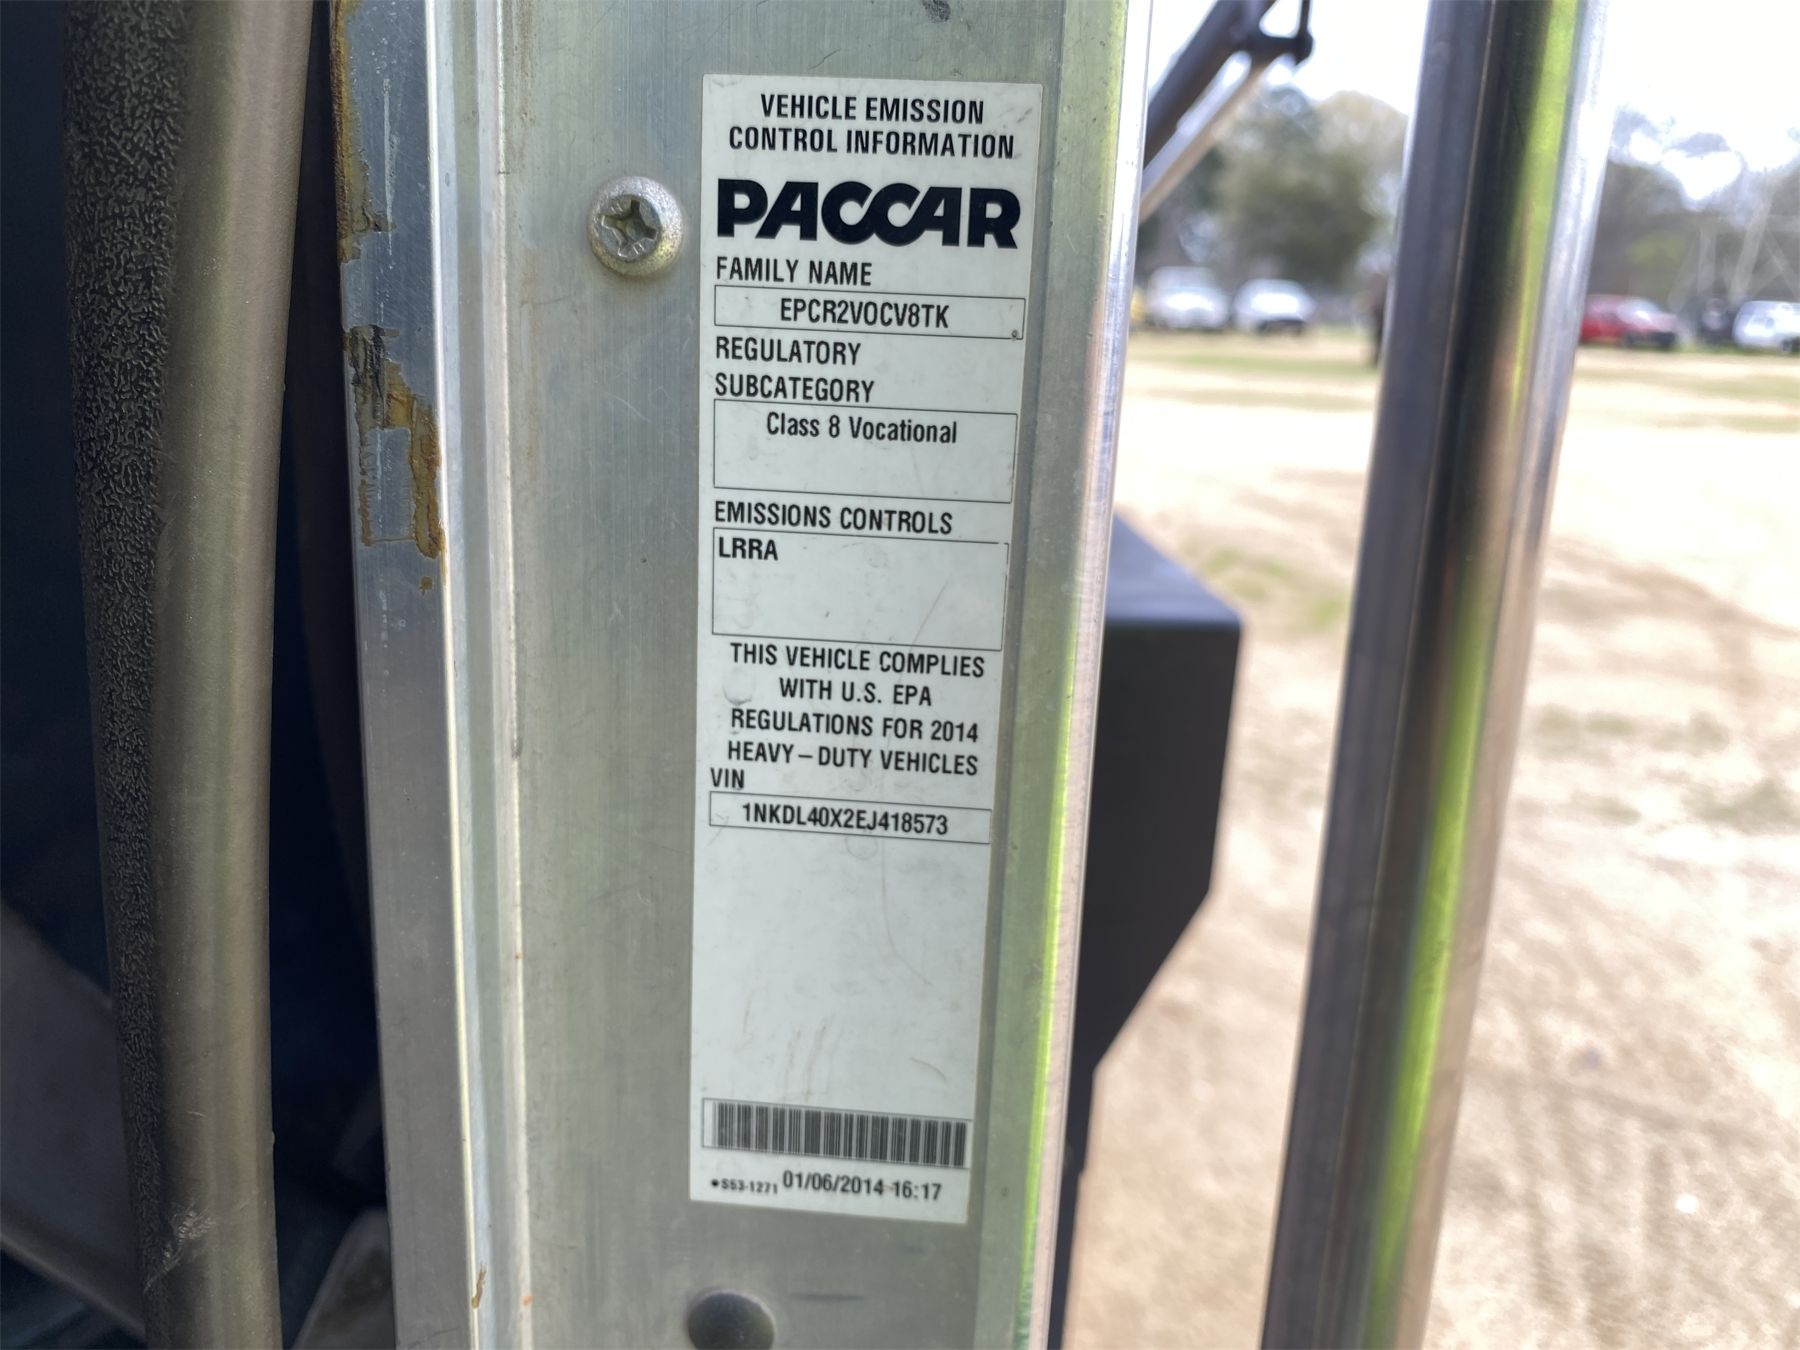 VEHICLE EMISSION
CONTROL INFORMATION
PACCAR
FAMILY NAME
EPCR2VOCV8TK
REGULATORY
SUBCATEGORY
Class 8 Vocational
EMISSIONS CONTROLS
LRRA
THIS VEHICLE COMPLIES
WITH U.S. EPA
REGULATIONS FOR 2014
HEAVY – DUTY VEHICLES
VIN
1NKDL40X2EJ418573
*S53-1271 01/06/2014 16:17